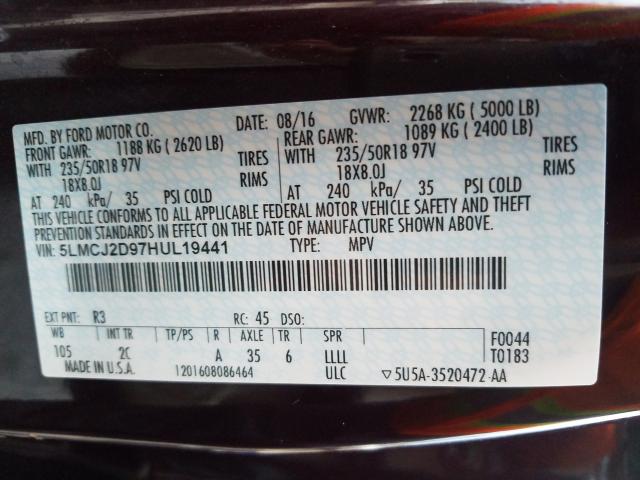 MFD. BY FORD MOTOR CO. DATE: 08/16 GVWR: 2268 KG ( 5000 LB)
FRONT GAWR: 1188 KG ( 2620 LB) REAR GAWR: 1089 KG ( 2400 LB)
WITH 235/50R18 97V TIRES WITH 235/50R18 97V TIRES
18X8.0J RIMS 18X8.0J RIMS
AT 240 kPa/ 35 PSI COLD AT 240 kPa/ 35 PSI COLD
THIS VEHICLE CONFORMS TO ALL APPLICABLE FEDERAL MOTOR VEHICLE SAFETY AND THEFT
PREVENTION STANDARDS IN EFFECT ON THE DATE OF MANUFACTURE SHOWN ABOVE.
VIN: 5LMCJ2D97HUL19441 TYPE: MPV
EXT PNT: R3 RC: 45 DSO:
WB INT TR TP/PS R AXLE TR SPR F0044
105 2C A 35 6 LLLL T0183
MADE IN U.S.A. 1201608086464 ULC ▽5U5A-3520472 AA